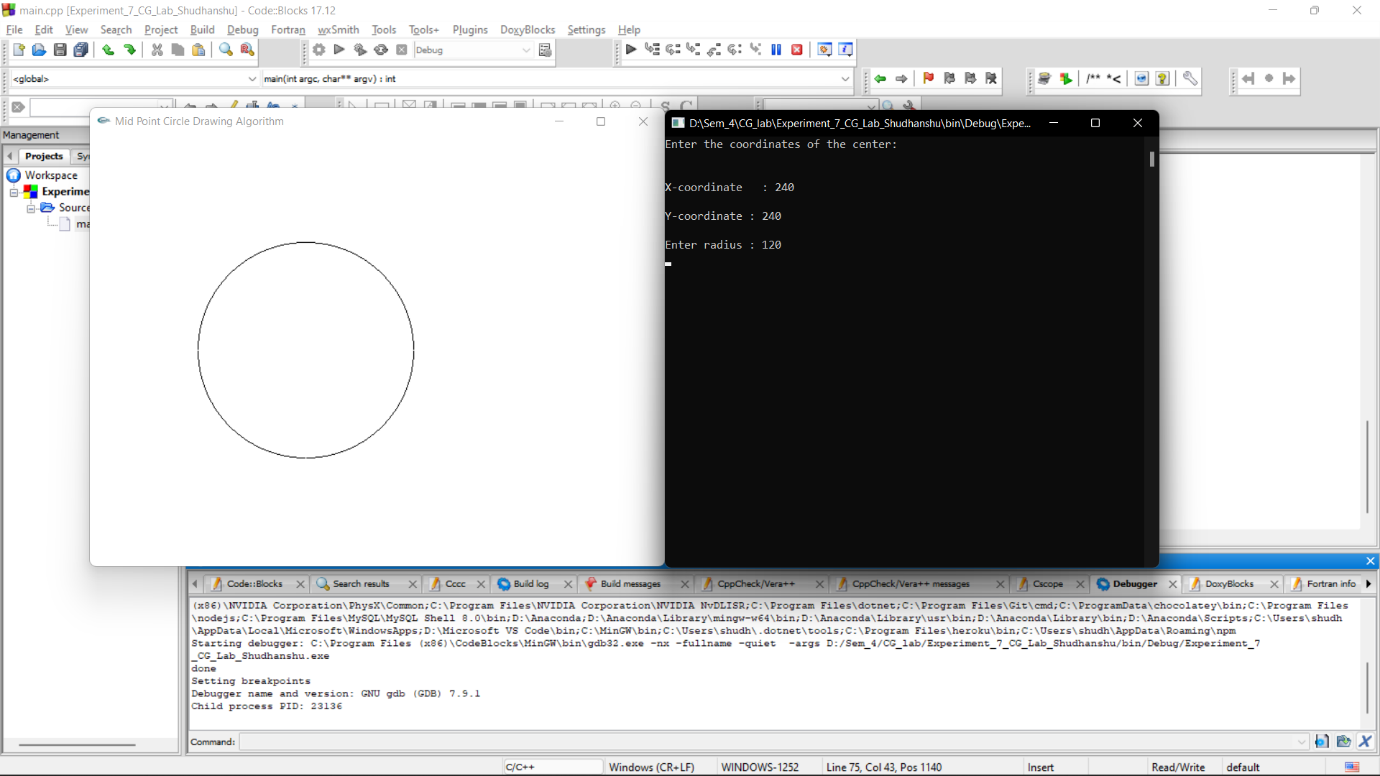 main.cpp [Experiment_7_CG_Lab_Shudhanshu] - Code::Blocks 17.12
File Edit View Search Project Build Debug Fortran wxSmith Tools Tools+ Plugins DoxyBlocks Settings Help
Debug
<global> main(int argc, char** argv) : int /** *<
S C
Management
Projects Sy
Workspace
Experime
Source
ma
Mid Point Circle Drawing Algorithm
D:\Sem_4\CG_lab\Experiment_7_CG_Lab_Shudhanshu\bin\Debug\Expe...
Enter the coordinates of the center:
X-coordinate : 240
Y-coordinate : 240
Enter radius : 120
Code::Blocks Search results Cccc Build log Build messages CppCheck/Vera++ CppCheck/Vera++ messages Cscope Debugger DoxyBlocks Fortran info
(x86)\NVIDIA Corporation\PhysX\Common;C:\Program Files\NVIDIA Corporation\NVIDIA NvDLISR;C:\Program Files\dotnet;C:\Program Files\Git\cmd;C:\ProgramData\chocolatey\bin;C:\Program Files
\nodejs;C:\Program Files\MySQL\MySQL Shell 8.0\bin;D:\Anaconda;D:\Anaconda\Library\mingw-w64\bin;D:\Anaconda\Library\usr\bin;D:\Anaconda\Library\bin;D:\Anaconda\Scripts;C:\Users\shudh
\AppData\Local\Microsoft\WindowsApps;D:\Microsoft VS Code\bin;C:\MinGW\bin;C:\Users\shudh\.dotnet\tools;C:\Program Files\heroku\bin;C:\Users\shudh\AppData\Roaming\npm
Starting debugger: C:\Program Files (x86)\CodeBlocks\MinGW\bin\gdb32.exe -nx -fullname -quiet -args D:/Sem_4/CG_lab/Experiment_7_CG_Lab_Shudhanshu/bin/Debug/Experiment_7
_CG_Lab_Shudhanshu.exe
done
Setting breakpoints
Debugger name and version: GNU gdb (GDB) 7.9.1
Child process PID: 23136
Command:
C/C++ Windows (CR+LF) WINDOWS-1252 Line 75, Col 43, Pos 1140 Insert Read/Write default